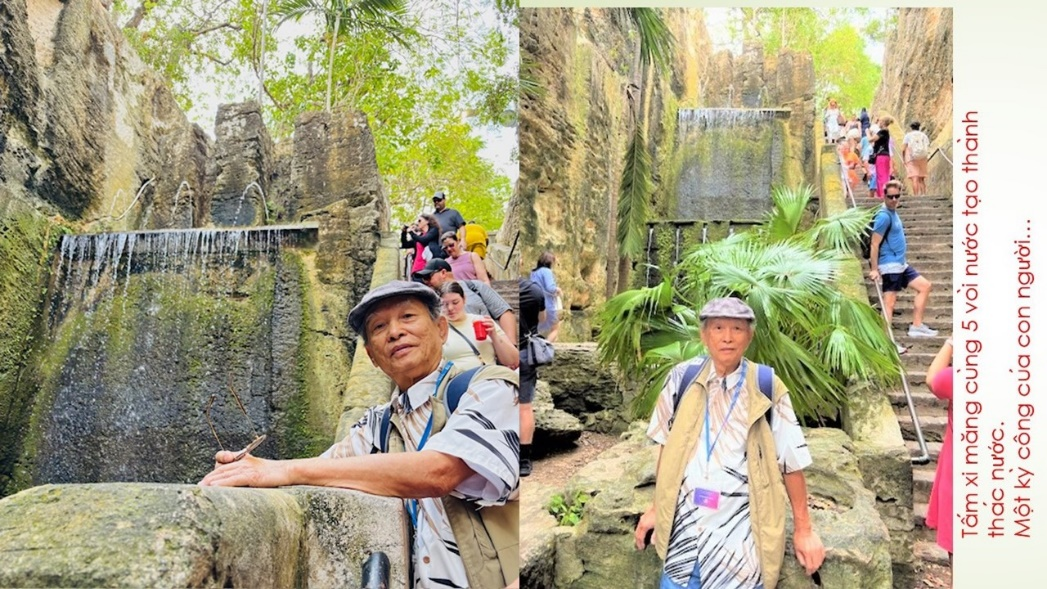 Tấm xi măng cùng 5 vòi nước tạo thành
thác nước.
Một kỳ công của con người...